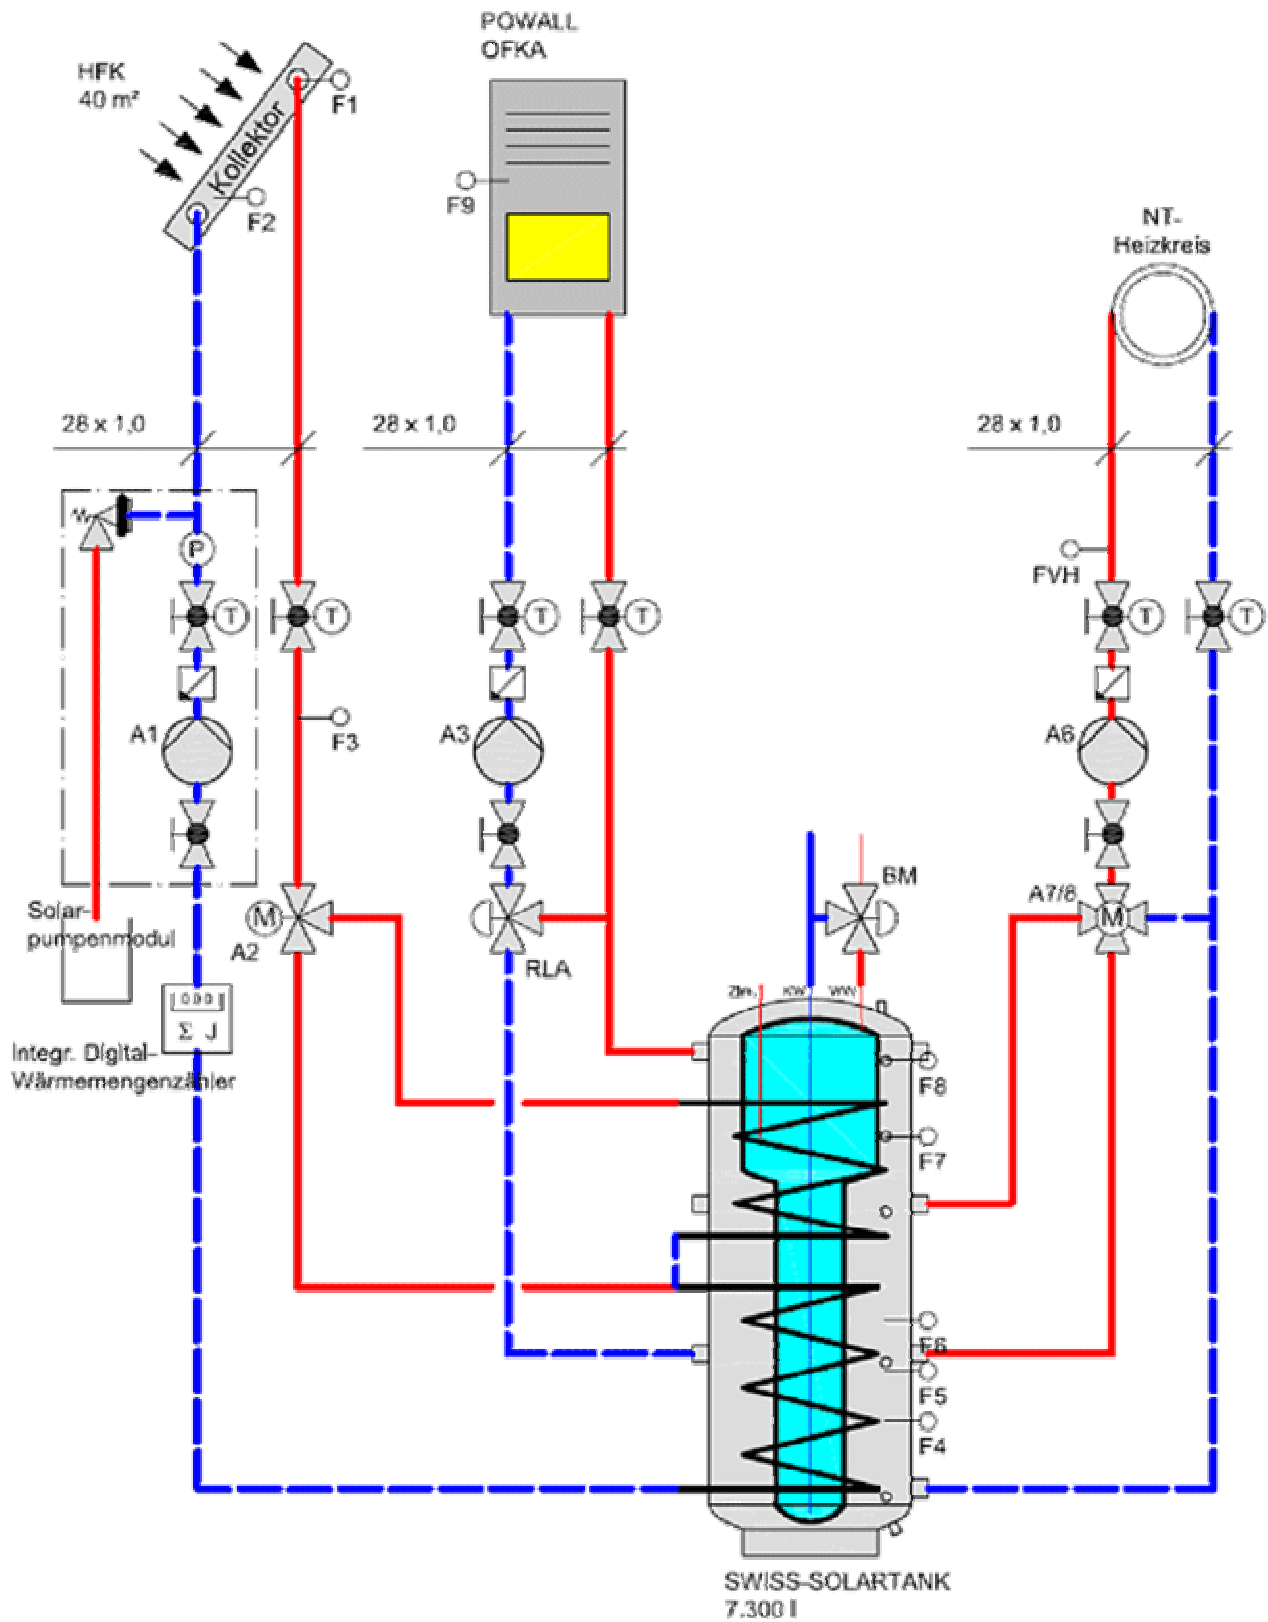 POWALL
OFKA
HFK
40 m²
F1
Kollektor
F2
F9
NT-
Heizkreis
28 x 1,0
28 x 1,0
28 x 1,0
P
FVH
T
T
T
T
T
T
A1
F3
A3
A6
BM
A7/8
Solar-
pumpenmodul
M
A2
M
RLA
KW
WW
000
Σ J
Integr. Digital-
Wärmemengenzähler
F8
F7
F6
F5
F4
SWISS-SOLARTANK
7.300 l